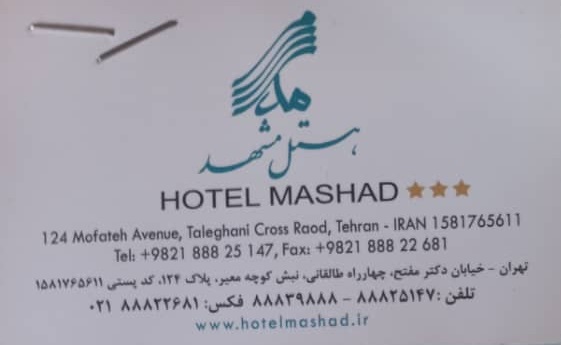 هتل مشهد
HOTEL MASHAD
124 Mofateh Avenue, Taleghani Cross Raod, Tehran - IRAN 1581765611
Tel: +9821 888 25 147, Fax: +9821 888 22 681
تهران - خیابان دکتر مفتح، چهارراه طالقانی، نبش کوچه معبر، پلاک ۱۲۴، کد پستی ۱۵۸۱۷۶۵۶۱۱
تلفن: ۸۸۸۲۵۱۴۷ - ۸۸۸۳۹۸۸۸ فکس: ۸۸۸۲۲۶۸۱ ۰۲۱
www.hotelmashad.ir